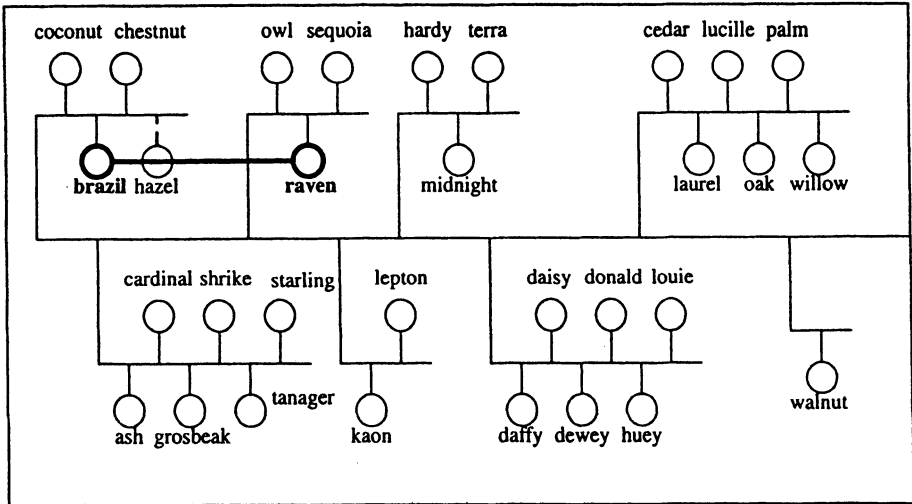 coconut chestnut owl sequoia hardy terra cedar lucille palm
brazil hazel raven midnight laurel oak willow
cardinal shrike starling lepton daisy donald louie
tanager walnut
ash grosbeak kaon daffy dewey huey